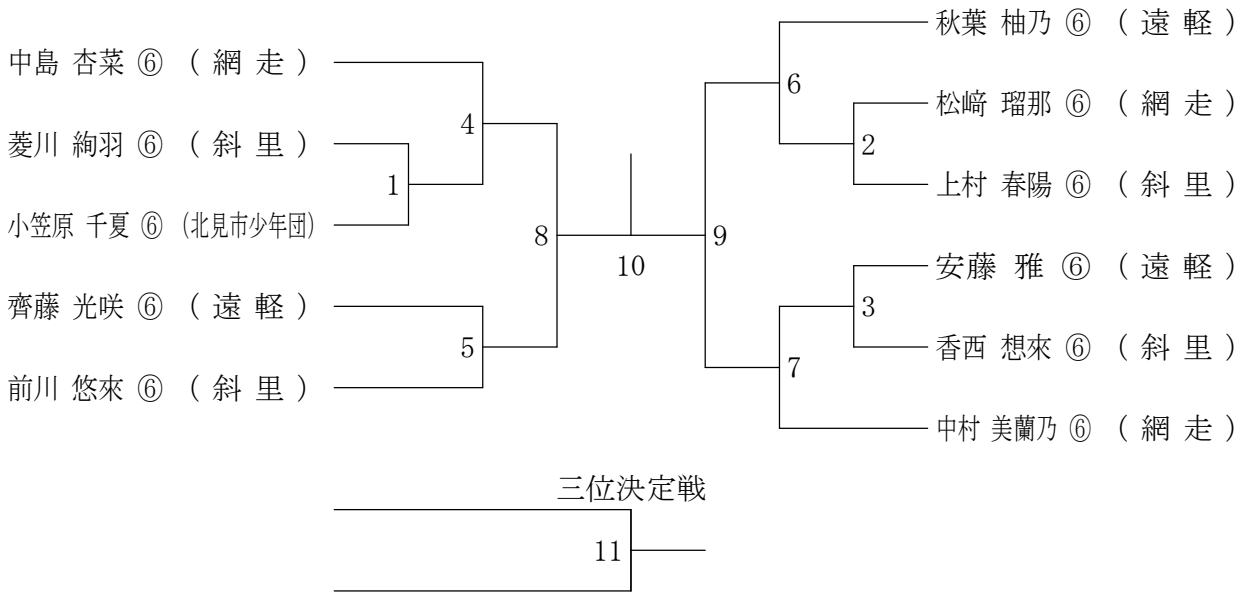 中島 杏菜 ⑥ （ 網 走 ）
菱川 絢羽 ⑥ （ 斜 里 ）
小笠原 千夏 ⑥ （北見市少年団）
齊藤 光咲 ⑥ （ 遠 軽 ）
前川 悠來 ⑥ （ 斜 里 ）
1
4
5
8
10
9
6
2
3
7
秋葉 柚乃 ⑥ （ 遠 軽 ）
松﨑 瑠那 ⑥ （ 網 走 ）
上村 春陽 ⑥ （ 斜 里 ）
安藤 雅 ⑥ （ 遠 軽 ）
香西 想來 ⑥ （ 斜 里 ）
中村 美蘭乃 ⑥ （ 網 走 ）
三位決定戦
11